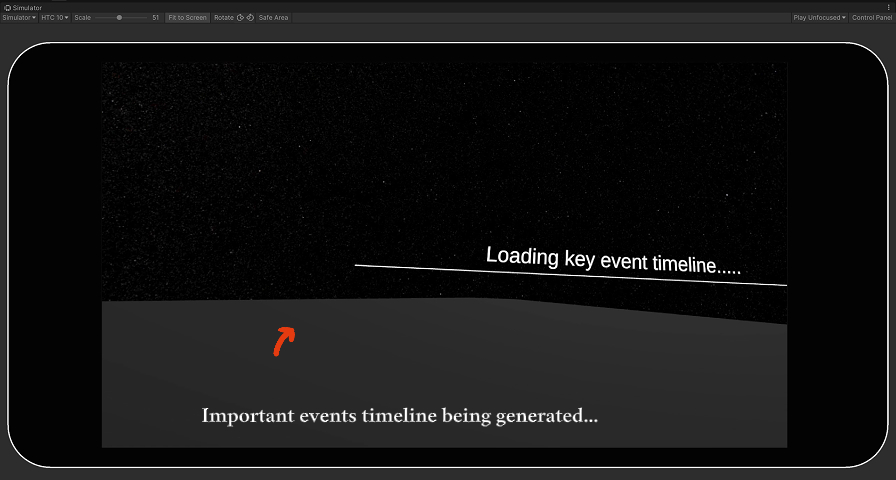 Simulator
Simulator HTC 10 Scale 51 Fit to Screen Rotate Safe Area Play Unfocused Control Panel
Loading key event timeline.....
Important events timeline being generated...